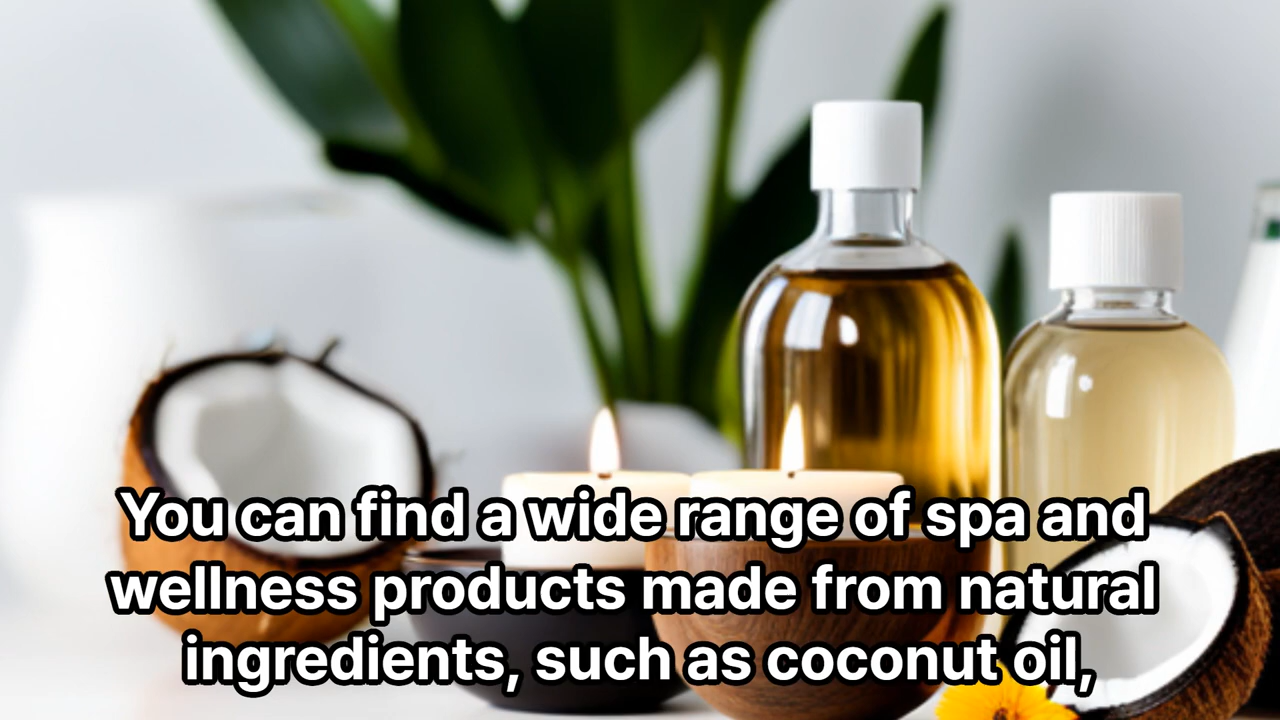 You can find a wide range of spa and
wellness products made from natural
ingredients, such as coconut oil,